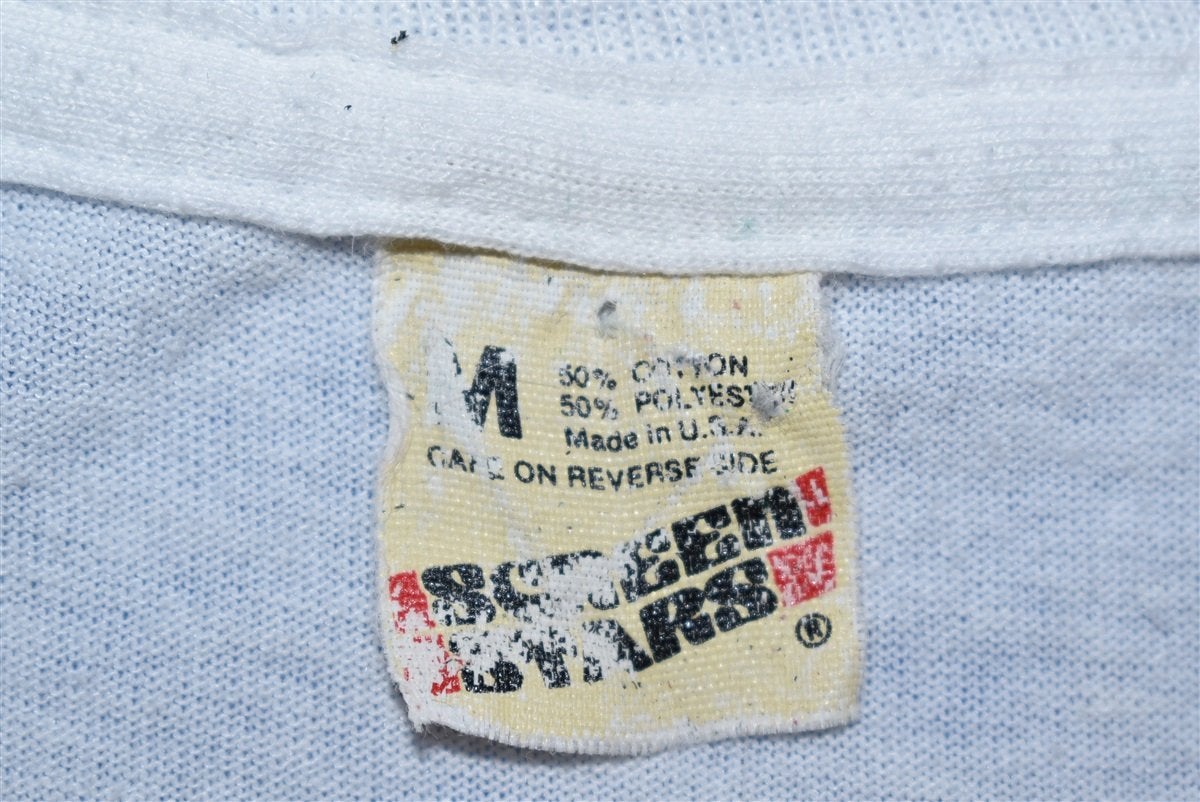 M
50% COTTON
50% POLYESTER
Made in U.S.A.
CARE ON REVERSE SIDE
SCREEN
STARS
®